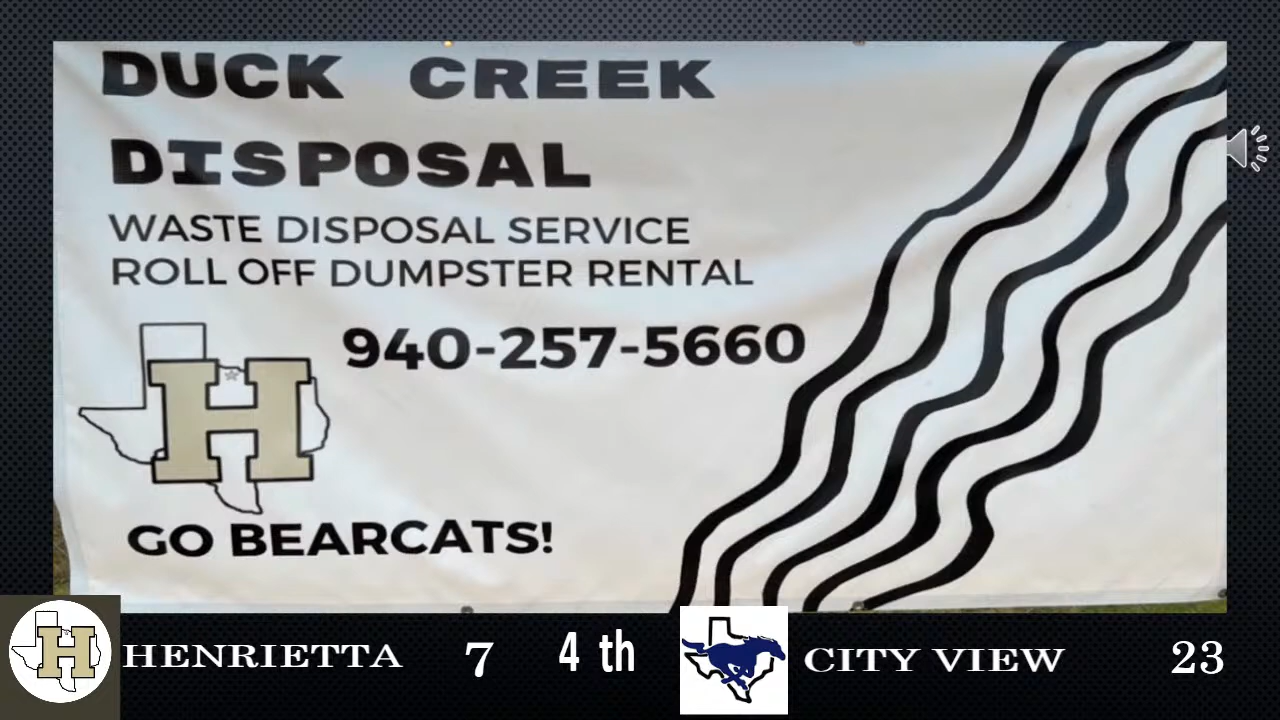 DUCK CREEK
DISPOSAL
WASTE DISPOSAL SERVICE
ROLL OFF DUMPSTER RENTAL
940-257-5660
H
GO BEARCATS!
H HENRIETTA 7 4 th CITY VIEW 23